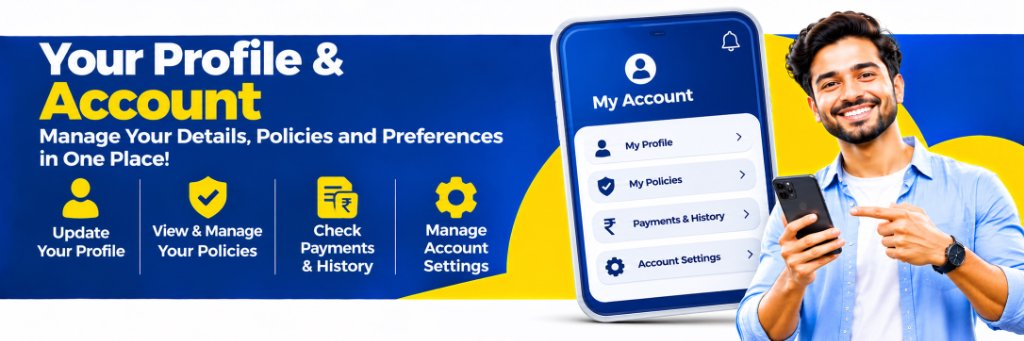 Your Profile &
Account
Manage Your Details, Policies and Preferences
in One Place!
Update
Your Profile
View & Manage
Your Policies
₹
Check
Payments
& History
Manage
Account
Settings
My Account
My Profile
My Policies
₹ Payments & History
Account Settings